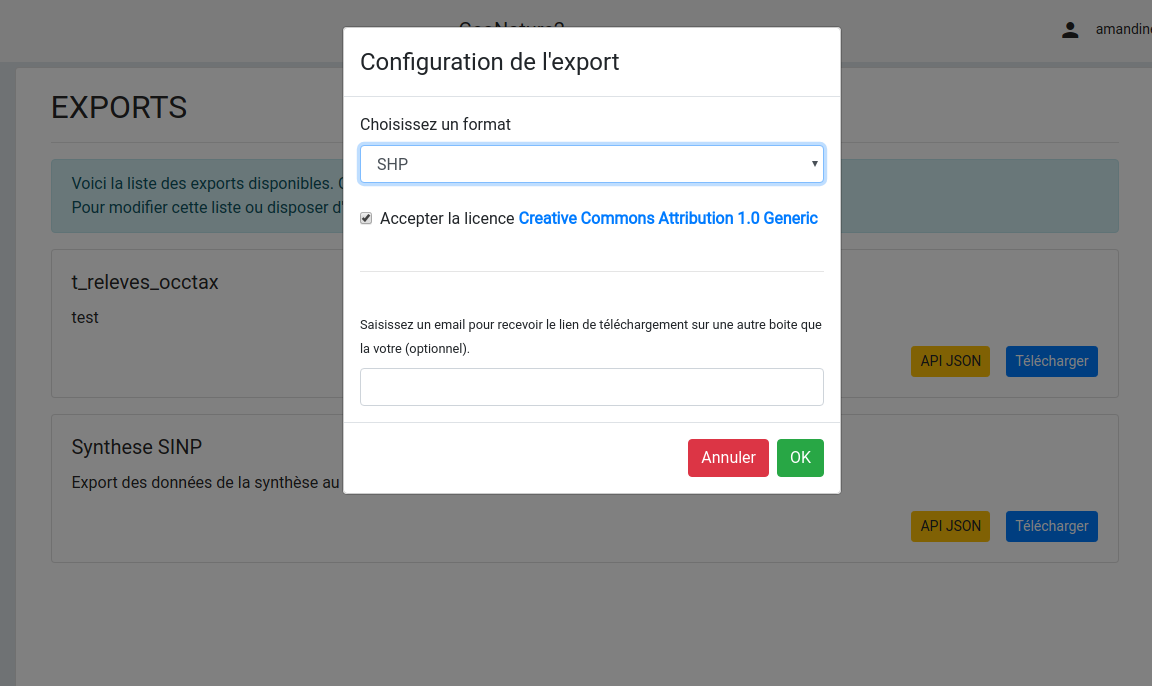 amandine
Configuration de l'export
EXPORTS
Choisissez un format
SHP
Voici la liste des exports disponibles.
Pour modifier cette liste ou disposer d'
Accepter la licence Creative Commons Attribution 1.0 Generic
t_releves_occtax
test
Saisissez un email pour recevoir le lien de téléchargement sur une autre boite que
la votre (optionnel).
API JSON
Télécharger
Synthese SINP
Export des données de la synthèse au
Annuler
OK
API JSON
Télécharger